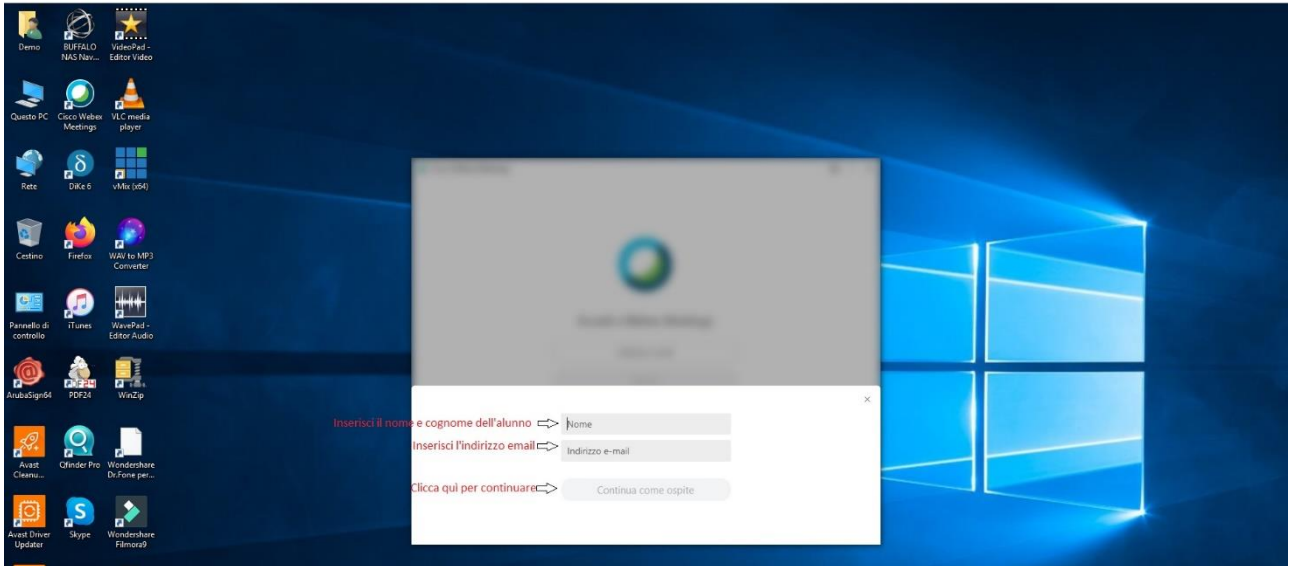 Demo
BUFFALO
NAS Nav...
VideoPad -
Editor Video
Questo PC
Cisco Webex
Meetings
VLC media
player
Rete
DiKe 6
vMix (x64)
Cestino
Firefox
WAV to MP3
Converter
Pannello di
controllo
iTunes
WavePad -
Editor Audio
ArubaSign64
PDF24
WinZip
Avast
Cleanu...
Qfinder Pro
Wondershare
Dr.Fone per...
Avast Driver
Updater
Skype
Wondershare
Filmora9
Inserisci il nome e cognome dell'alunno
Nome
Inserisci l'indirizzo email
Indirizzo e-mail
Clicca quì per continuare
Continua come ospite